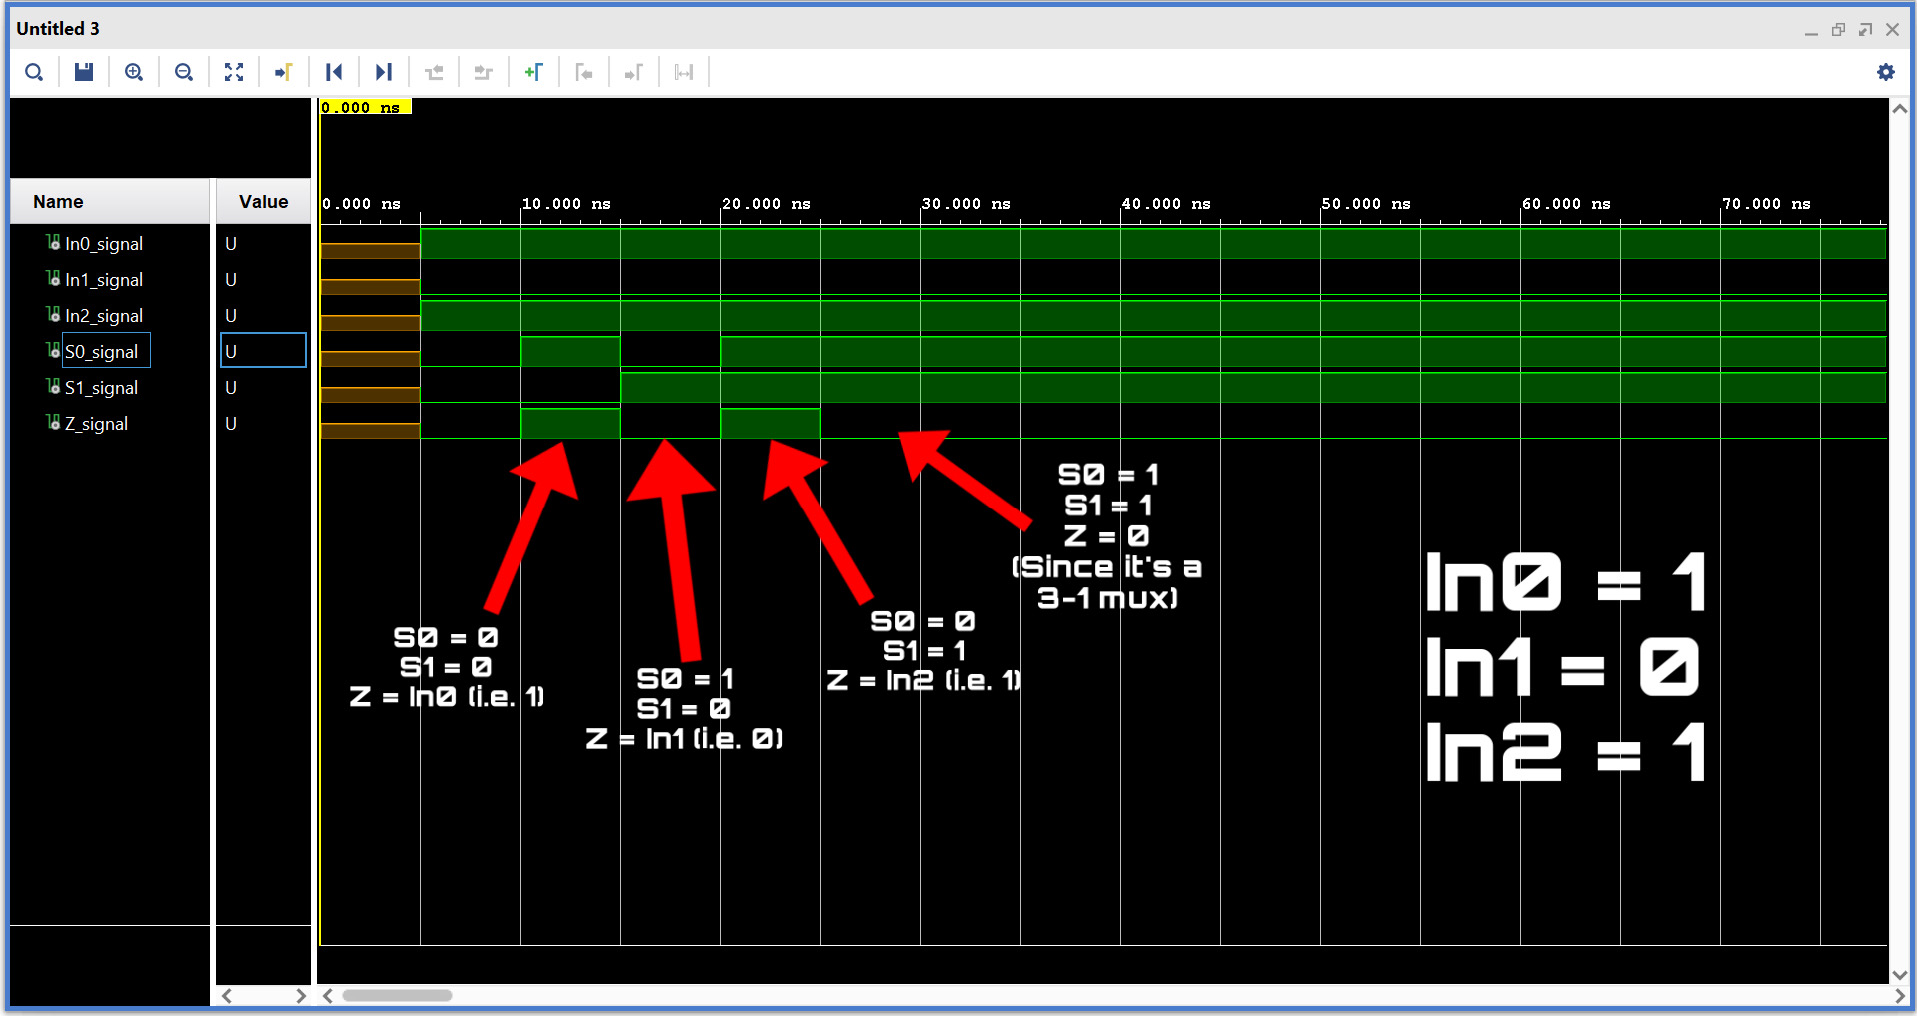 Untitled 3
0.000 ns
Name Value
0.000 ns 10.000 ns 20.000 ns 30.000 ns 40.000 ns 50.000 ns 60.000 ns 70.000 ns
In0_signal U
In1_signal U
In2_signal U
S0_signal U
S1_signal U
Z_signal U
S0 = 1
S1 = 1
Z = 0
(Since it's a
3-1 mux)
S0 = 0
S1 = 0
Z = In0 (i.e. 1)
S0 = 1
S1 = 0
Z = In1 (i.e. 0)
S0 = 0
S1 = 1
Z = In2 (i.e. 1)
In0 = 1
In1 = 0
In2 = 1